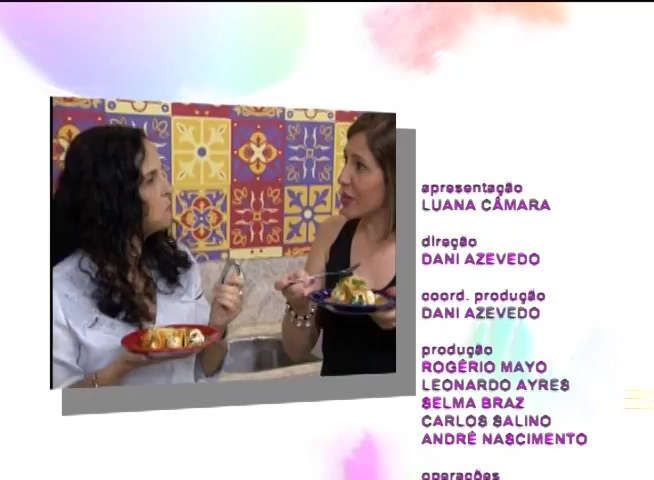 apresentação
LUANA CÂMARA
direção
DANI AZEVEDO
coord. produção
DANI AZEVEDO
produção
ROGÉRIO MAYO
LEONARDO AYRES
SELMA BRAZ
CARLOS SALINO
ANDRÉ NASCIMENTO
operações